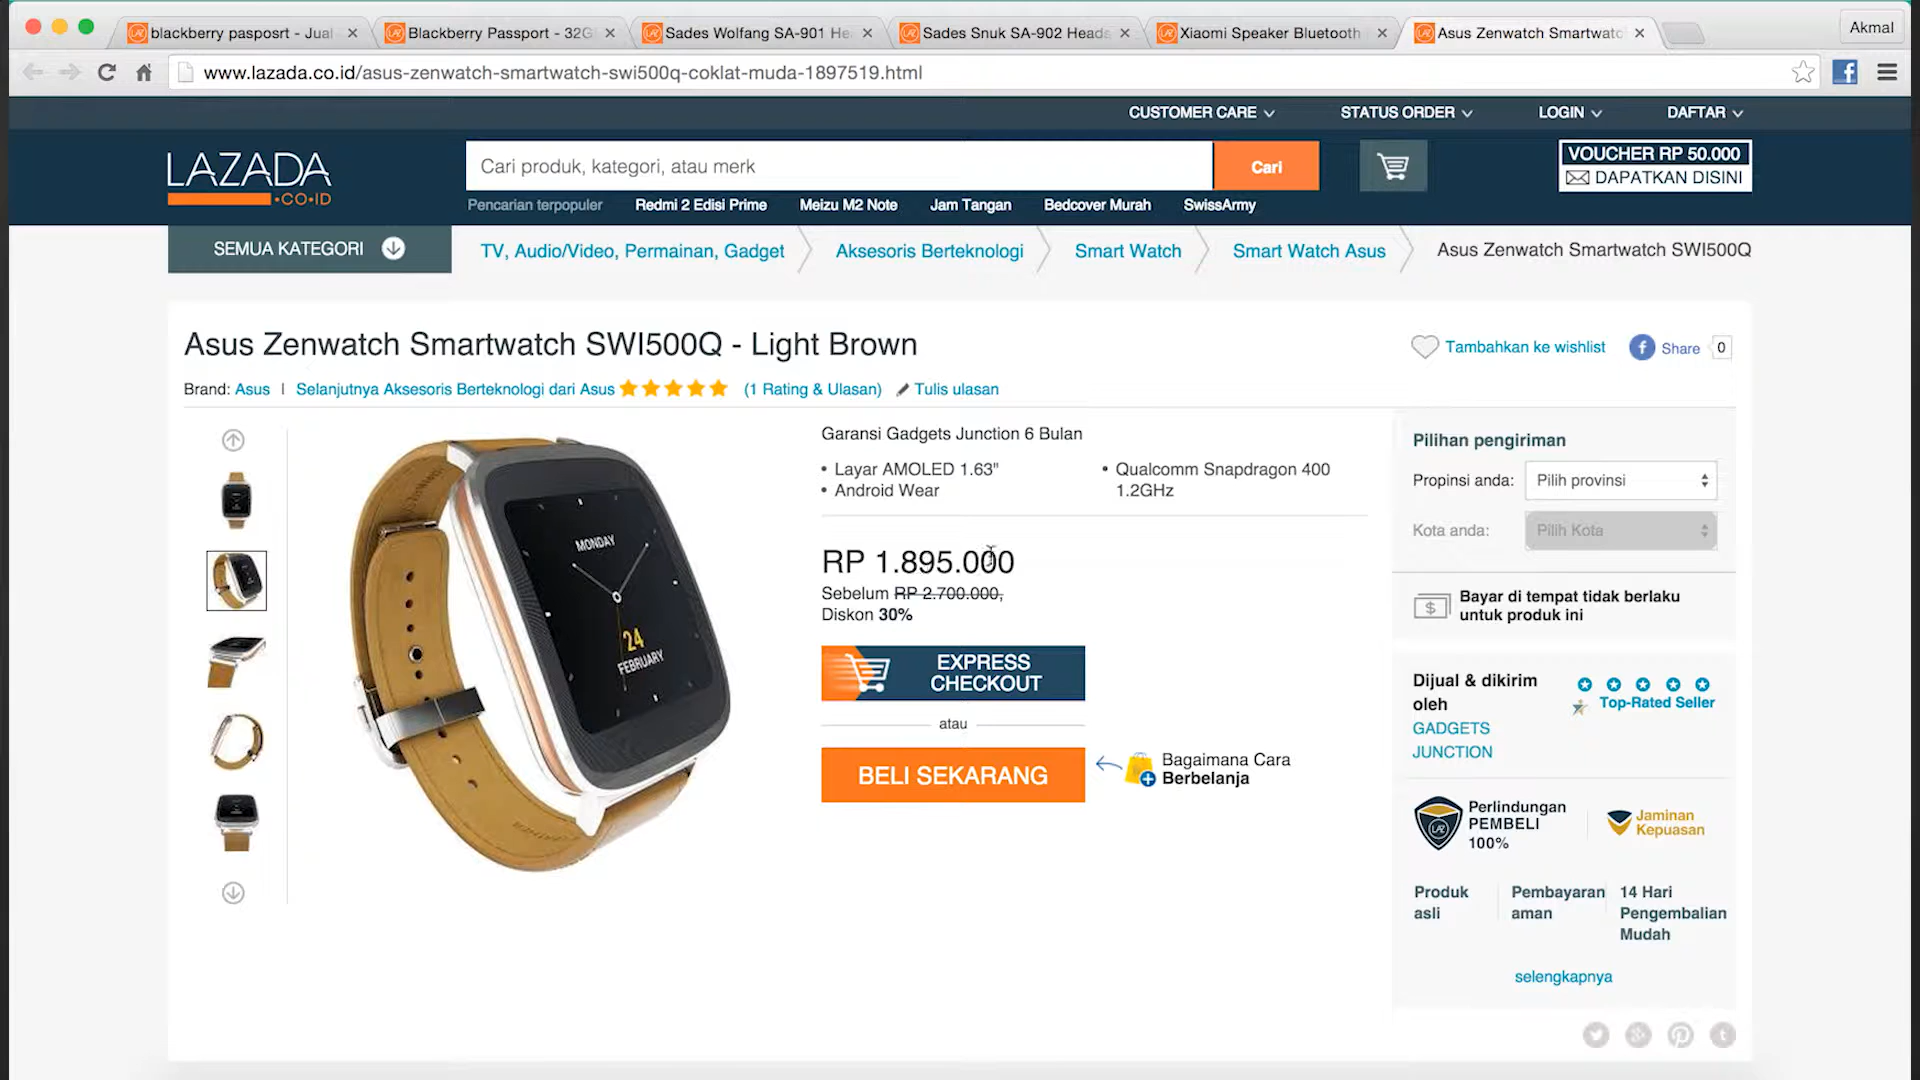 blackberry pasposrt - Jual
Blackberry Passport - 32G
Sades Wolfang SA-901 He
Sades Snuk SA-902 Heads
Xiaomi Speaker Bluetooth
Asus Zenwatch Smartwatc
Akmal
www.lazada.co.id/asus-zenwatch-smartwatch-swi500q-coklat-muda-1897519.html
CUSTOMER CARE
STATUS ORDER
LOGIN
DAFTAR
LAZADA
.CO.ID
Cari produk, kategori, atau merk
Cari
VOUCHER RP 50.000
DAPATKAN DISINI
Pencarian terpopuler
Redmi 2 Edisi Prime
Meizu M2 Note
Jam Tangan
Bedcover Murah
SwissArmy
SEMUA KATEGORI
TV, Audio/Video, Permainan, Gadget
Aksesoris Berteknologi
Smart Watch
Smart Watch Asus
Asus Zenwatch Smartwatch SWI500Q
Asus Zenwatch Smartwatch SWI500Q - Light Brown
Tambahkan ke wishlist
Share
0
Brand: Asus | Selanjutnya Aksesoris Berteknologi dari Asus (1 Rating & Ulasan) Tulis ulasan
MONDAY
24
FEBRUARY
Garansi Gadgets Junction 6 Bulan
• Layar AMOLED 1.63"
• Android Wear
• Qualcomm Snapdragon 400
1.2GHz
RP 1.895.000
Sebelum RP 2.700.000,
Diskon 30%
EXPRESS
CHECKOUT
atau
BELI SEKARANG
Bagaimana Cara
Berbelanja
Pilihan pengiriman
Propinsi anda: Pilih provinsi
Kota anda: Pilih Kota
Bayar di tempat tidak berlaku
untuk produk ini
Dijual & dikirim
oleh
GADGETS
JUNCTION
Top-Rated Seller
LAZ
Perlindungan
PEMBELI
100%
Jaminan
Kepuasan
Produk
asli
Pembayaran
aman
14 Hari
Pengembalian
Mudah
selengkapnya